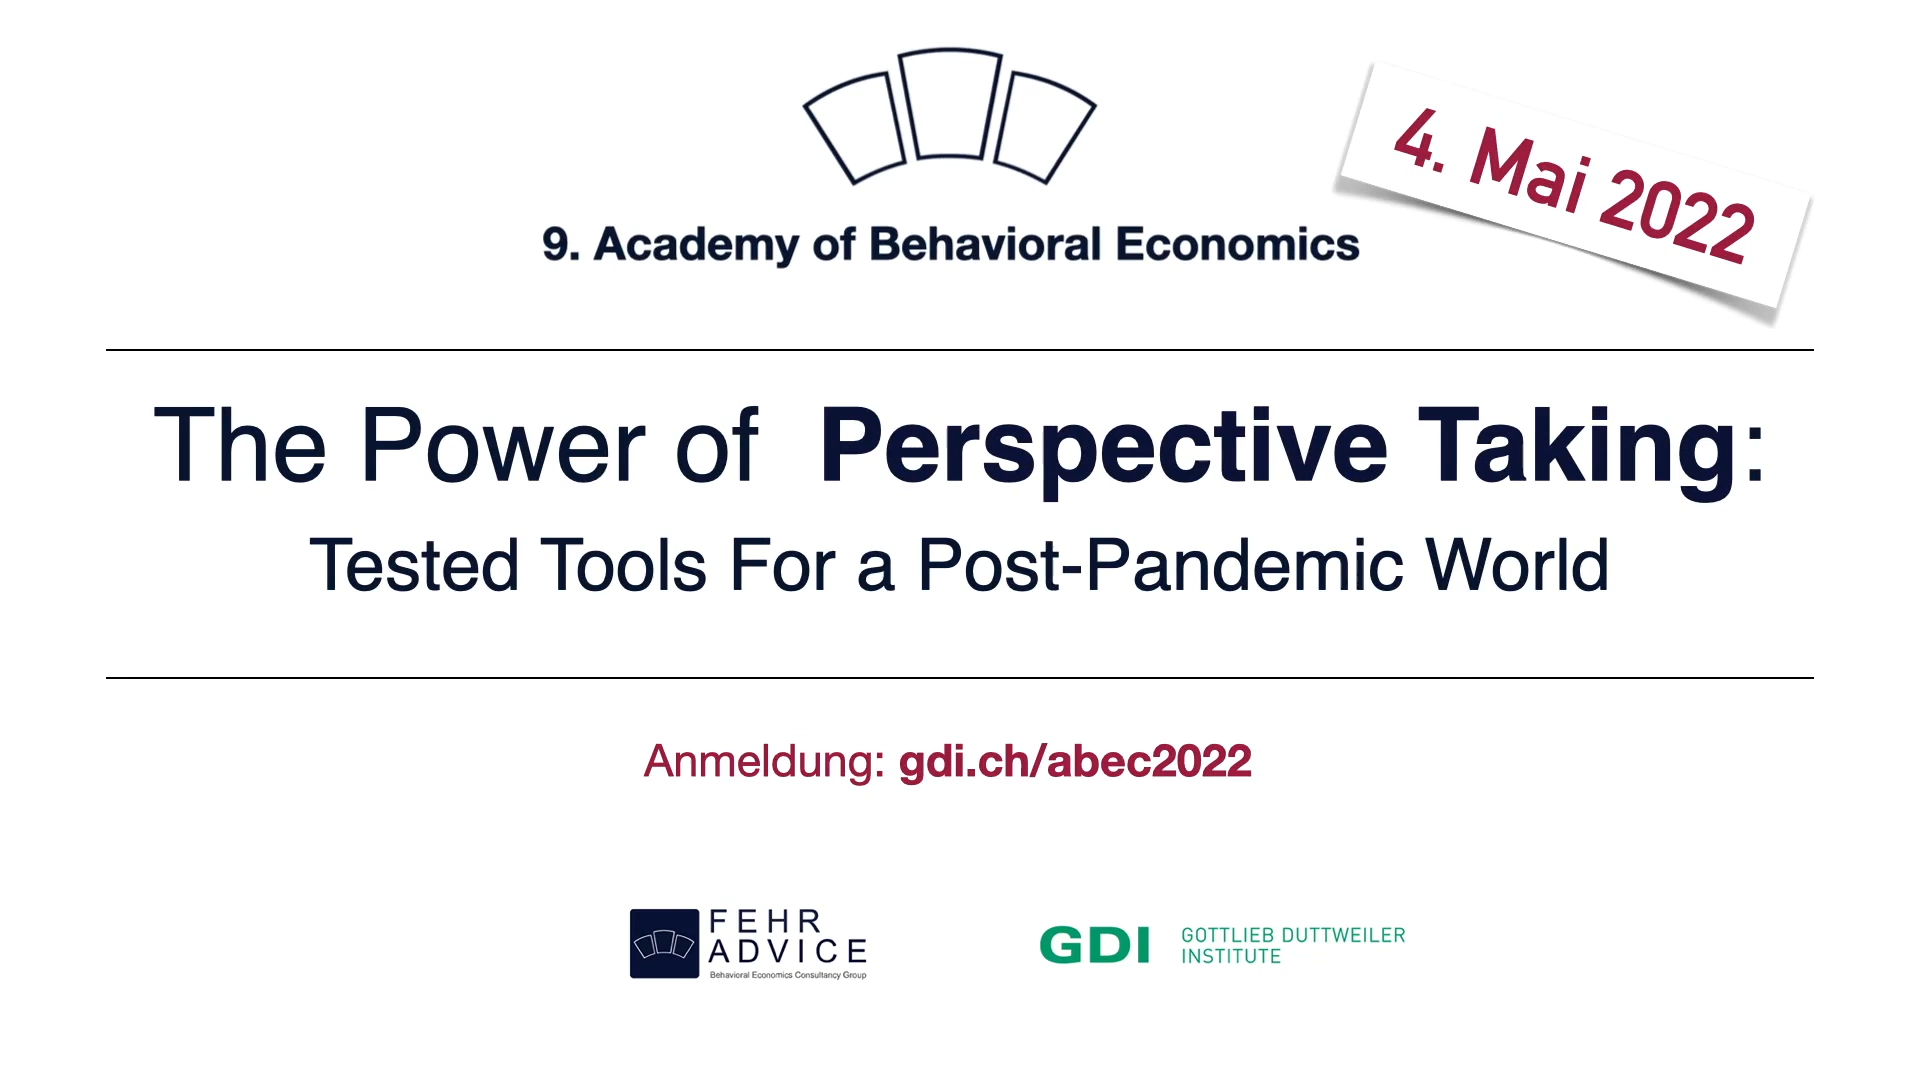 4. Mai 2022
9. Academy of Behavioral Economics
The Power of Perspective Taking:
Tested Tools For a Post-Pandemic World
Anmeldung: gdi.ch/abec2022
FEHR
ADVICE
Behavioral Economics Consultancy Group
GDI
GOTTLIEB DUTTWEILER
INSTITUTE